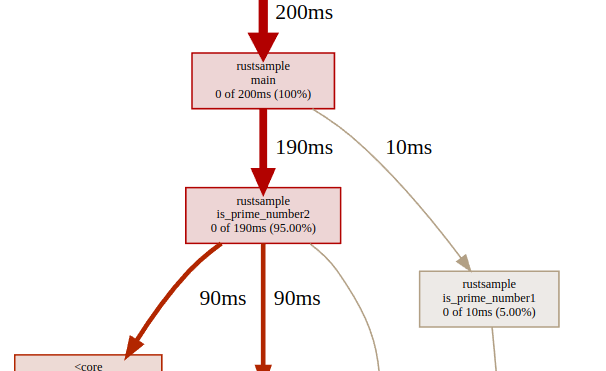 200ms
rustsample
main
0 of 200ms (100%)
190ms
10ms
rustsample
is_prime_number2
0 of 190ms (95.00%)
rustsample
is_prime_number1
0 of 10ms (5.00%)
90ms
90ms
<core